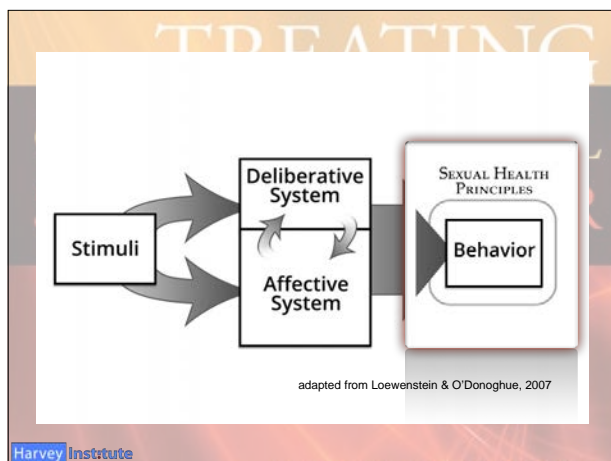 TREATING
Stimuli
Deliberative
System
Affective
System
SEXUAL HEALTH
PRINCIPLES
Behavior
adapted from Loewenstein & O'Donoghue, 2007
Harvey Institute